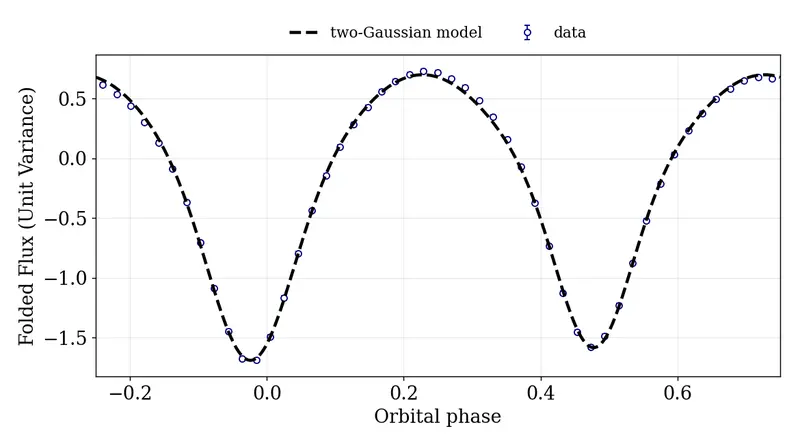 two-Gaussian model
data
Folded Flux (Unit Variance)
0.5
0.0
−0.5
−1.0
−1.5
−0.2
0.0
0.2
0.4
0.6
Orbital phase